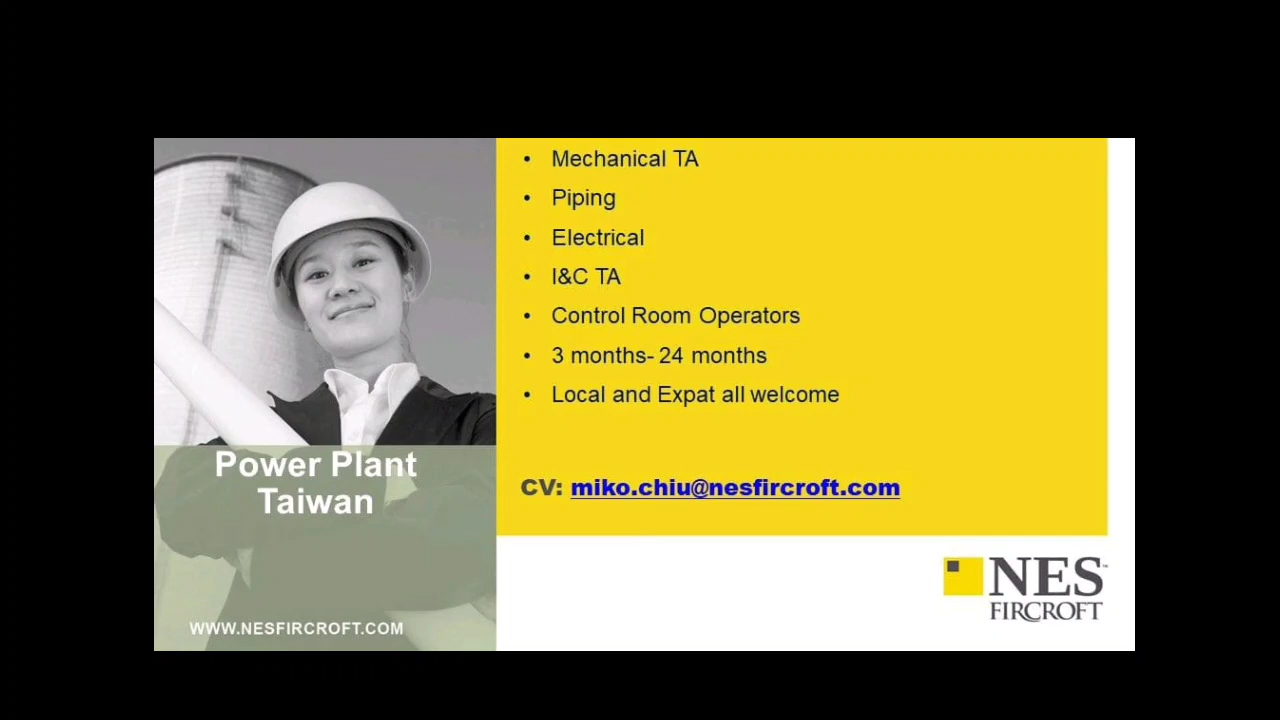 • Mechanical TA
• Piping
• Electrical
• I&C TA
• Control Room Operators
• 3 months- 24 months
• Local and Expat all welcome
CV: miko.chiu@nesfircroft.com
Power Plant
Taiwan
WWW.NESFIRCROFT.COM
NES™
FIRCROFT